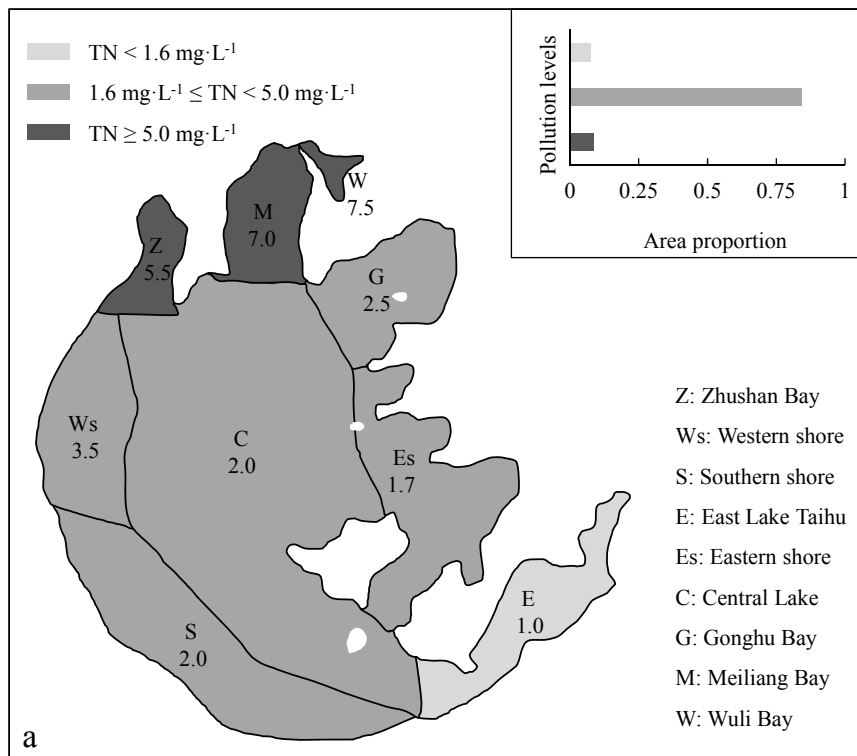 TN < 1.6 mg·L⁻¹
1.6 mg·L⁻¹ ≤ TN < 5.0 mg·L⁻¹
TN ≥ 5.0 mg·L⁻¹
Pollution levels
0 0.25 0.5 0.75 1
Area proportion
W
7.5
M
7.0
Z
5.5
G
2.5
Ws
3.5
C
2.0
Es
1.7
E
1.0
S
2.0
Z: Zhushan Bay
Ws: Western shore
S: Southern shore
E: East Lake Taihu
Es: Eastern shore
C: Central Lake
G: Gonghu Bay
M: Meiliang Bay
W: Wuli Bay
a